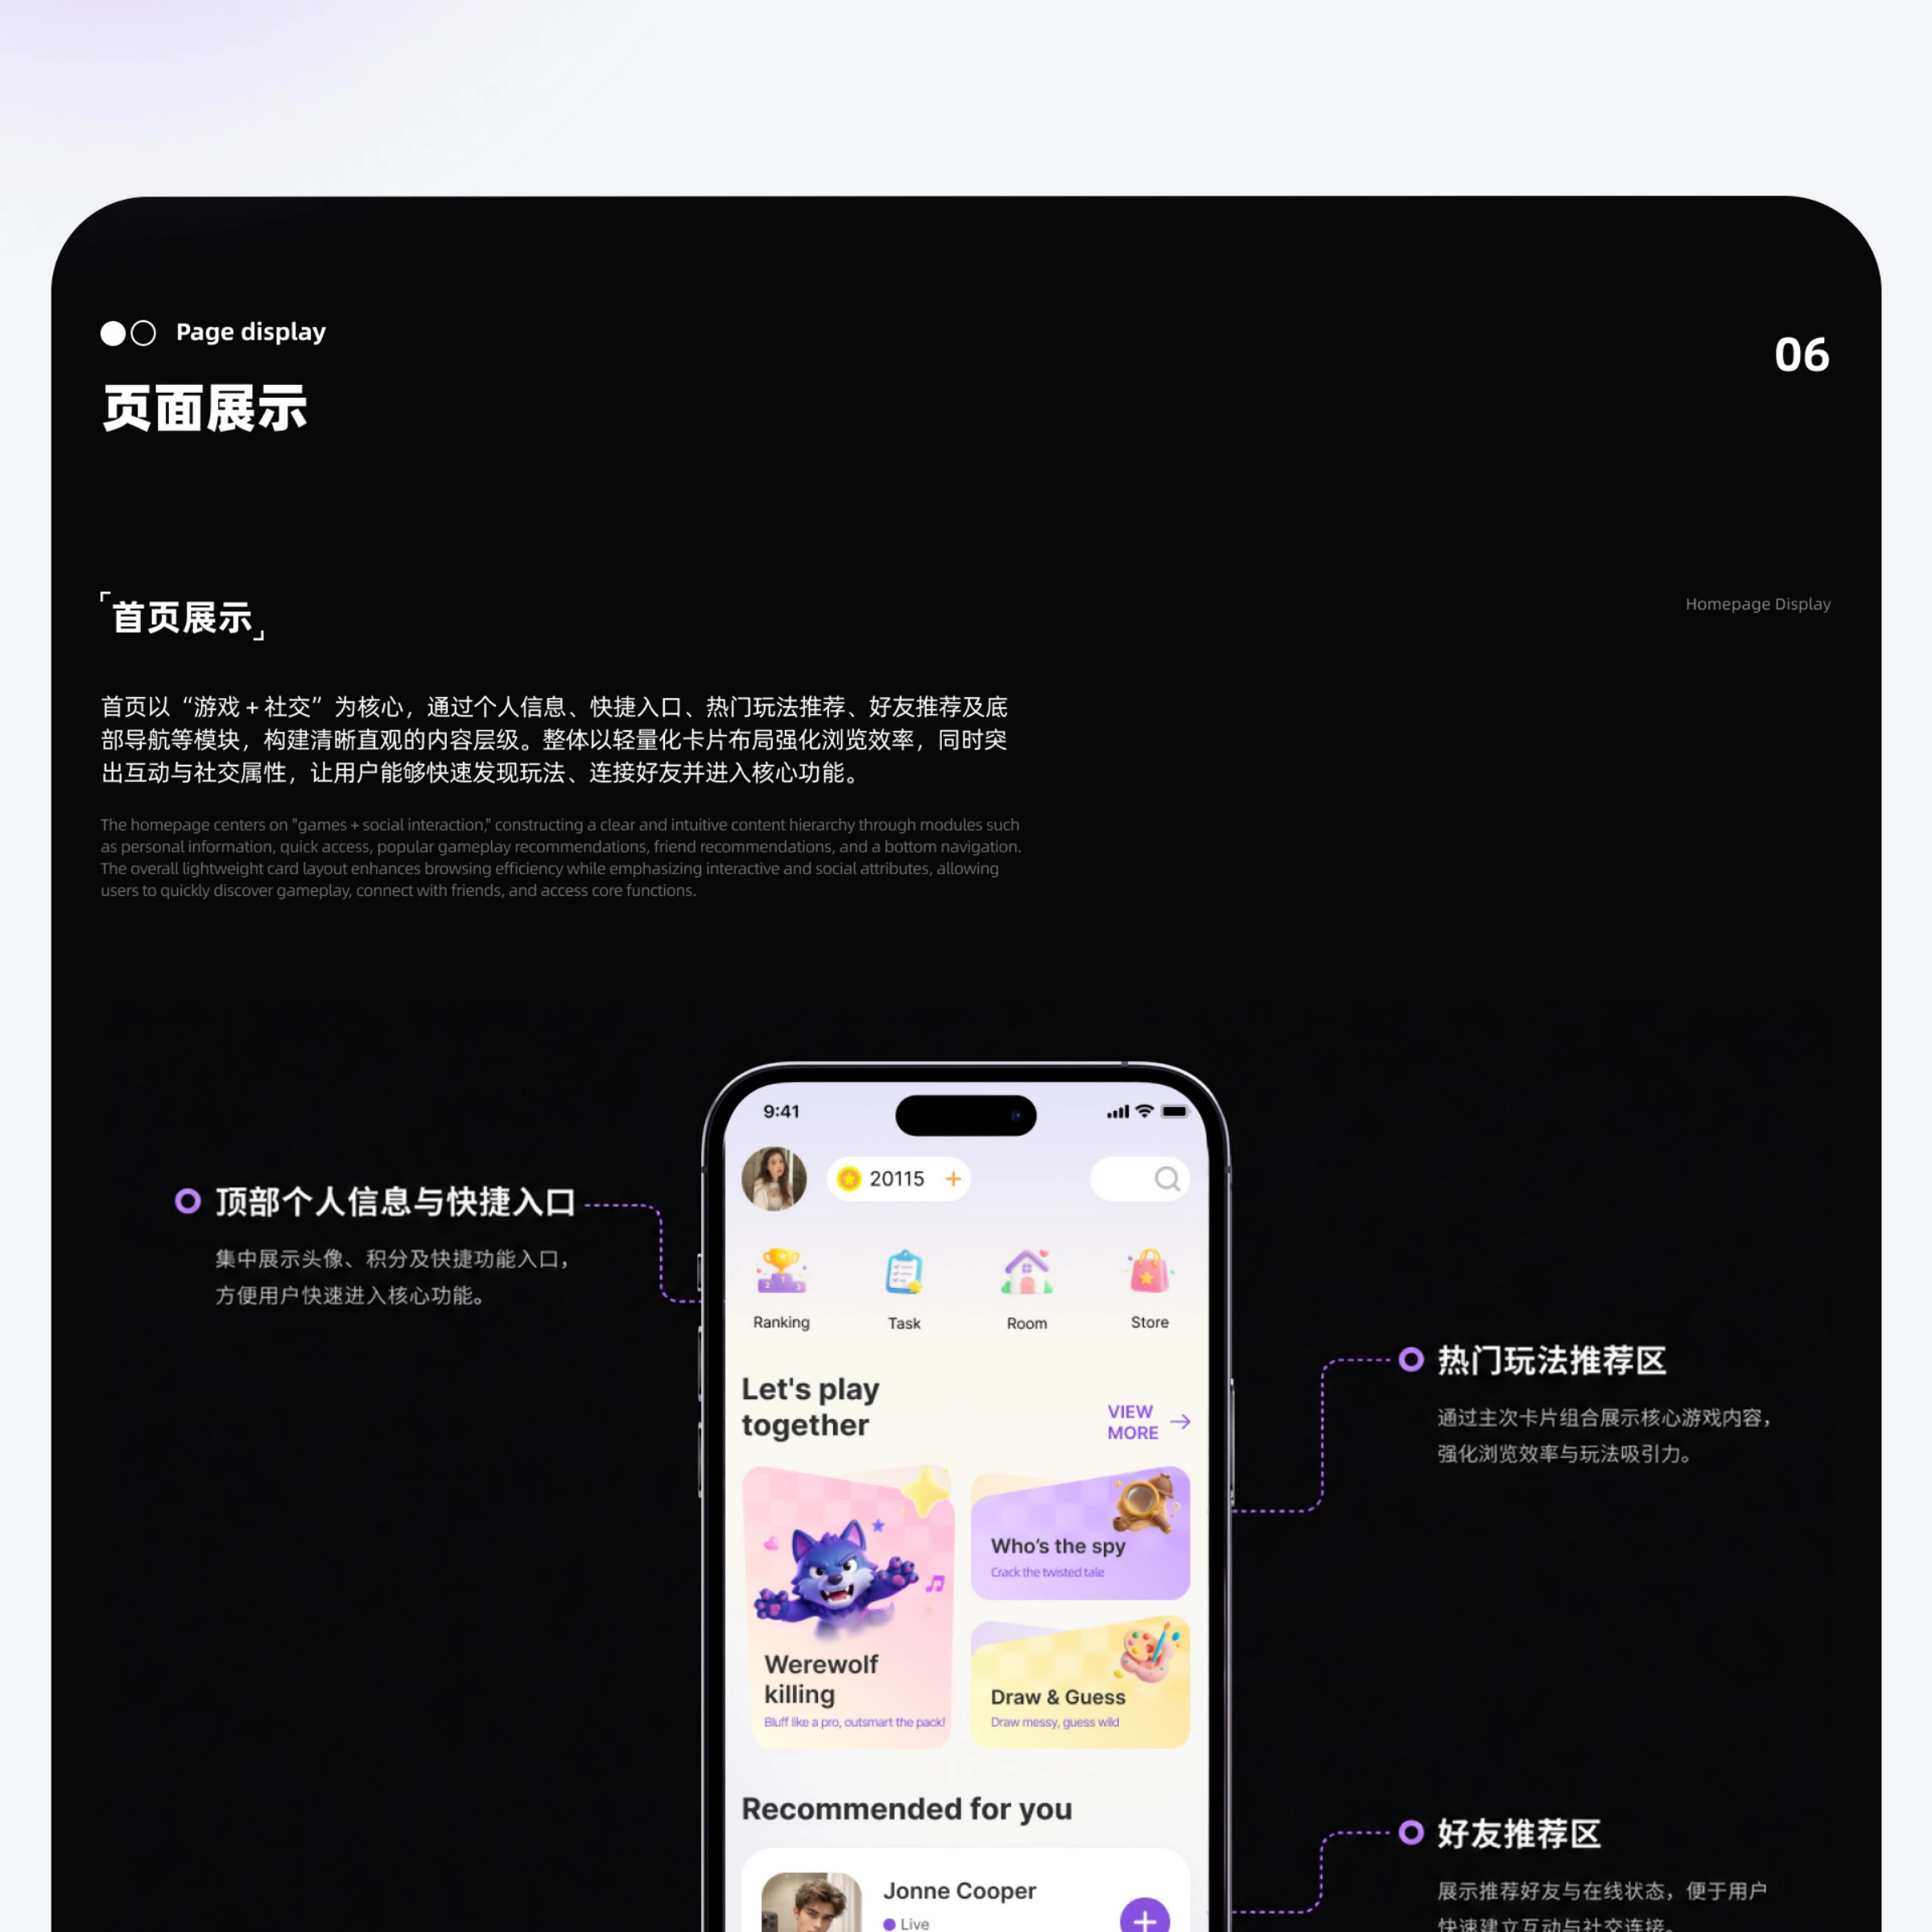 Page display
06
页面展示
「首页展示」
Homepage Display
首页以“游戏 + 社交”为核心，通过个人信息、快捷入口、热门玩法推荐、好友推荐及底
部导航等模块，构建清晰直观的内容层级。整体以轻量化卡片布局强化浏览效率，同时突
出互动与社交属性，让用户能够快速发现玩法、连接好友并进入核心功能。
The homepage centers on "games + social interaction," constructing a clear and intuitive content hierarchy through modules such
as personal information, quick access, popular gameplay recommendations, friend recommendations, and a bottom navigation.
The overall lightweight card layout enhances browsing efficiency while emphasizing interactive and social attributes, allowing
users to quickly discover gameplay, connect with friends, and access core functions.
顶部个人信息与快捷入口
集中展示头像、积分及快捷功能入口，
方便用户快速进入核心功能。
9:41
20115 +
Ranking
Task
Room
Store
Let's play
together
VIEW
MORE
Werewolf
killing
Bluff like a pro, outsmart the pack!
Who's the spy
Crack the twisted tale
Draw & Guess
Draw messy, guess wild
Recommended for you
Jonne Cooper
Live
热门玩法推荐区
通过主次卡片组合展示核心游戏内容，
强化浏览效率与玩法吸引力。
好友推荐区
展示推荐好友与在线状态，便于用户
快速建立互动与社交连接。